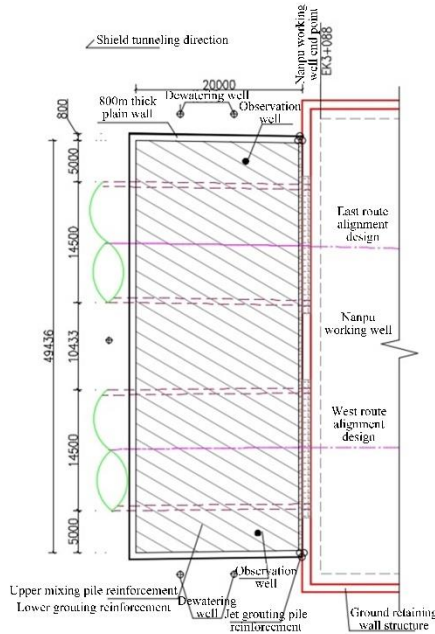 Shield tunneling direction
Nanpu working
well end point
EK3+088
20000
Dewatering well
800m thick
plain wall
Observation
well
800
5000
14500
10433
14500
5000
49436
East route
alignment
design
Nanpu
working well
West route
alignment
design
Upper mixing pile reinforcement
Lower grouting reinforcement
Dewatering
well
Observation
well
Jet grouting pile
reinforcement
Ground retaining
wall structure